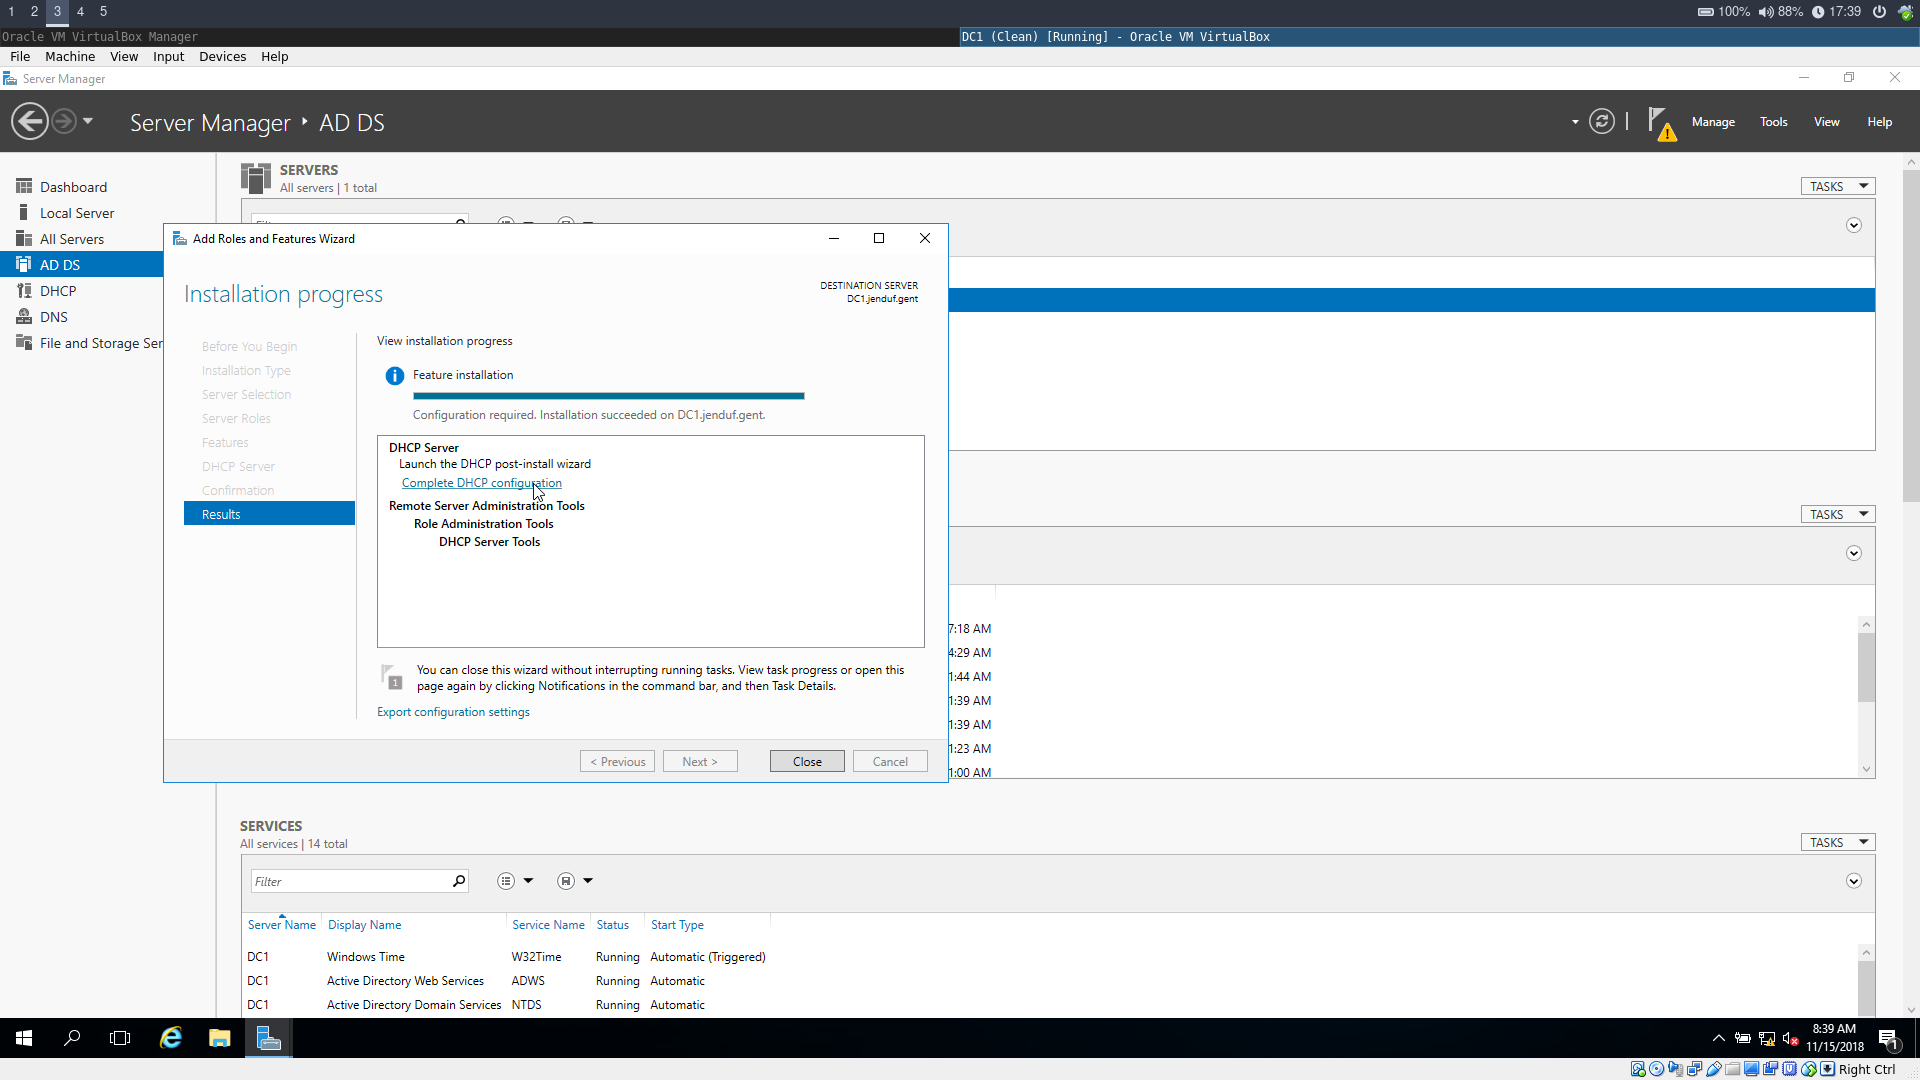 1 2 3 4 5
100% 88% 17:39
Oracle VM VirtualBox Manager
DC1 (Clean) [Running] - Oracle VM VirtualBox
File Machine View Input Devices Help
Server Manager
Server Manager AD DS
Manage Tools View Help
Dashboard
Local Server
All Servers
AD DS
DHCP
DNS
File and Storage Ser
SERVERS
All servers | 1 total
TASKS
Add Roles and Features Wizard
Installation progress
DESTINATION SERVER
DC1.jenduf.gent
Before You Begin
Installation Type
Server Selection
Server Roles
Features
DHCP Server
Confirmation
Results
View installation progress
Feature installation
Configuration required. Installation succeeded on DC1.jenduf.gent.
DHCP Server
Launch the DHCP post-install wizard
Complete DHCP configuration
Remote Server Administration Tools
Role Administration Tools
DHCP Server Tools
1
You can close this wizard without interrupting running tasks. View task progress or open this
page again by clicking Notifications in the command bar, and then Task Details.
Export configuration settings
< Previous Next > Close Cancel
TASKS
7:18 AM
4:29 AM
1:44 AM
1:39 AM
1:39 AM
1:23 AM
1:00 AM
SERVICES
All services | 14 total
TASKS
Filter
Server Name Display Name Service Name Status Start Type
DC1 Windows Time W32Time Running Automatic (Triggered)
DC1 Active Directory Web Services ADWS Running Automatic
DC1 Active Directory Domain Services NTDS Running Automatic
8:39 AM
11/15/2018
1
Right Ctrl